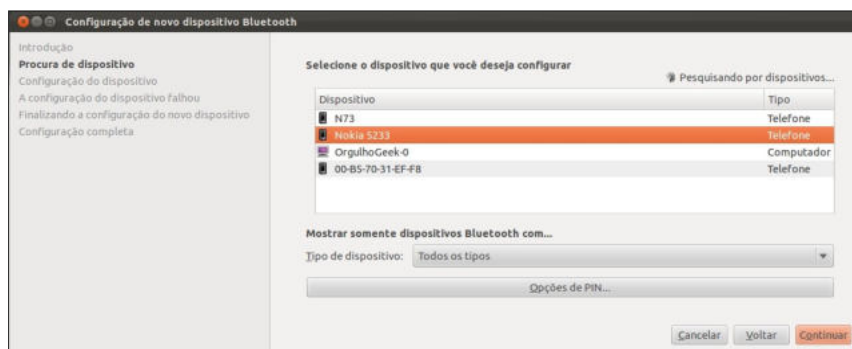 Configuração de novo dispositivo Bluetooth
Introdução
Procura de dispositivo
Configuração do dispositivo
A configuração do dispositivo falhou
Finalizando a configuração do novo dispositivo
Configuração completa
Selecione o dispositivo que você deseja configurar
Pesquisando por dispositivos...
Dispositivo Tipo
N73 Telefone
Nokia 5233 Telefone
OrgulhoGeek-0 Computador
00-B5-70-31-EF-F8 Telefone
Mostrar somente dispositivos Bluetooth com...
Tipo de dispositivo: Todos os tipos
Opções de PIN...
Cancelar Voltar Continuar